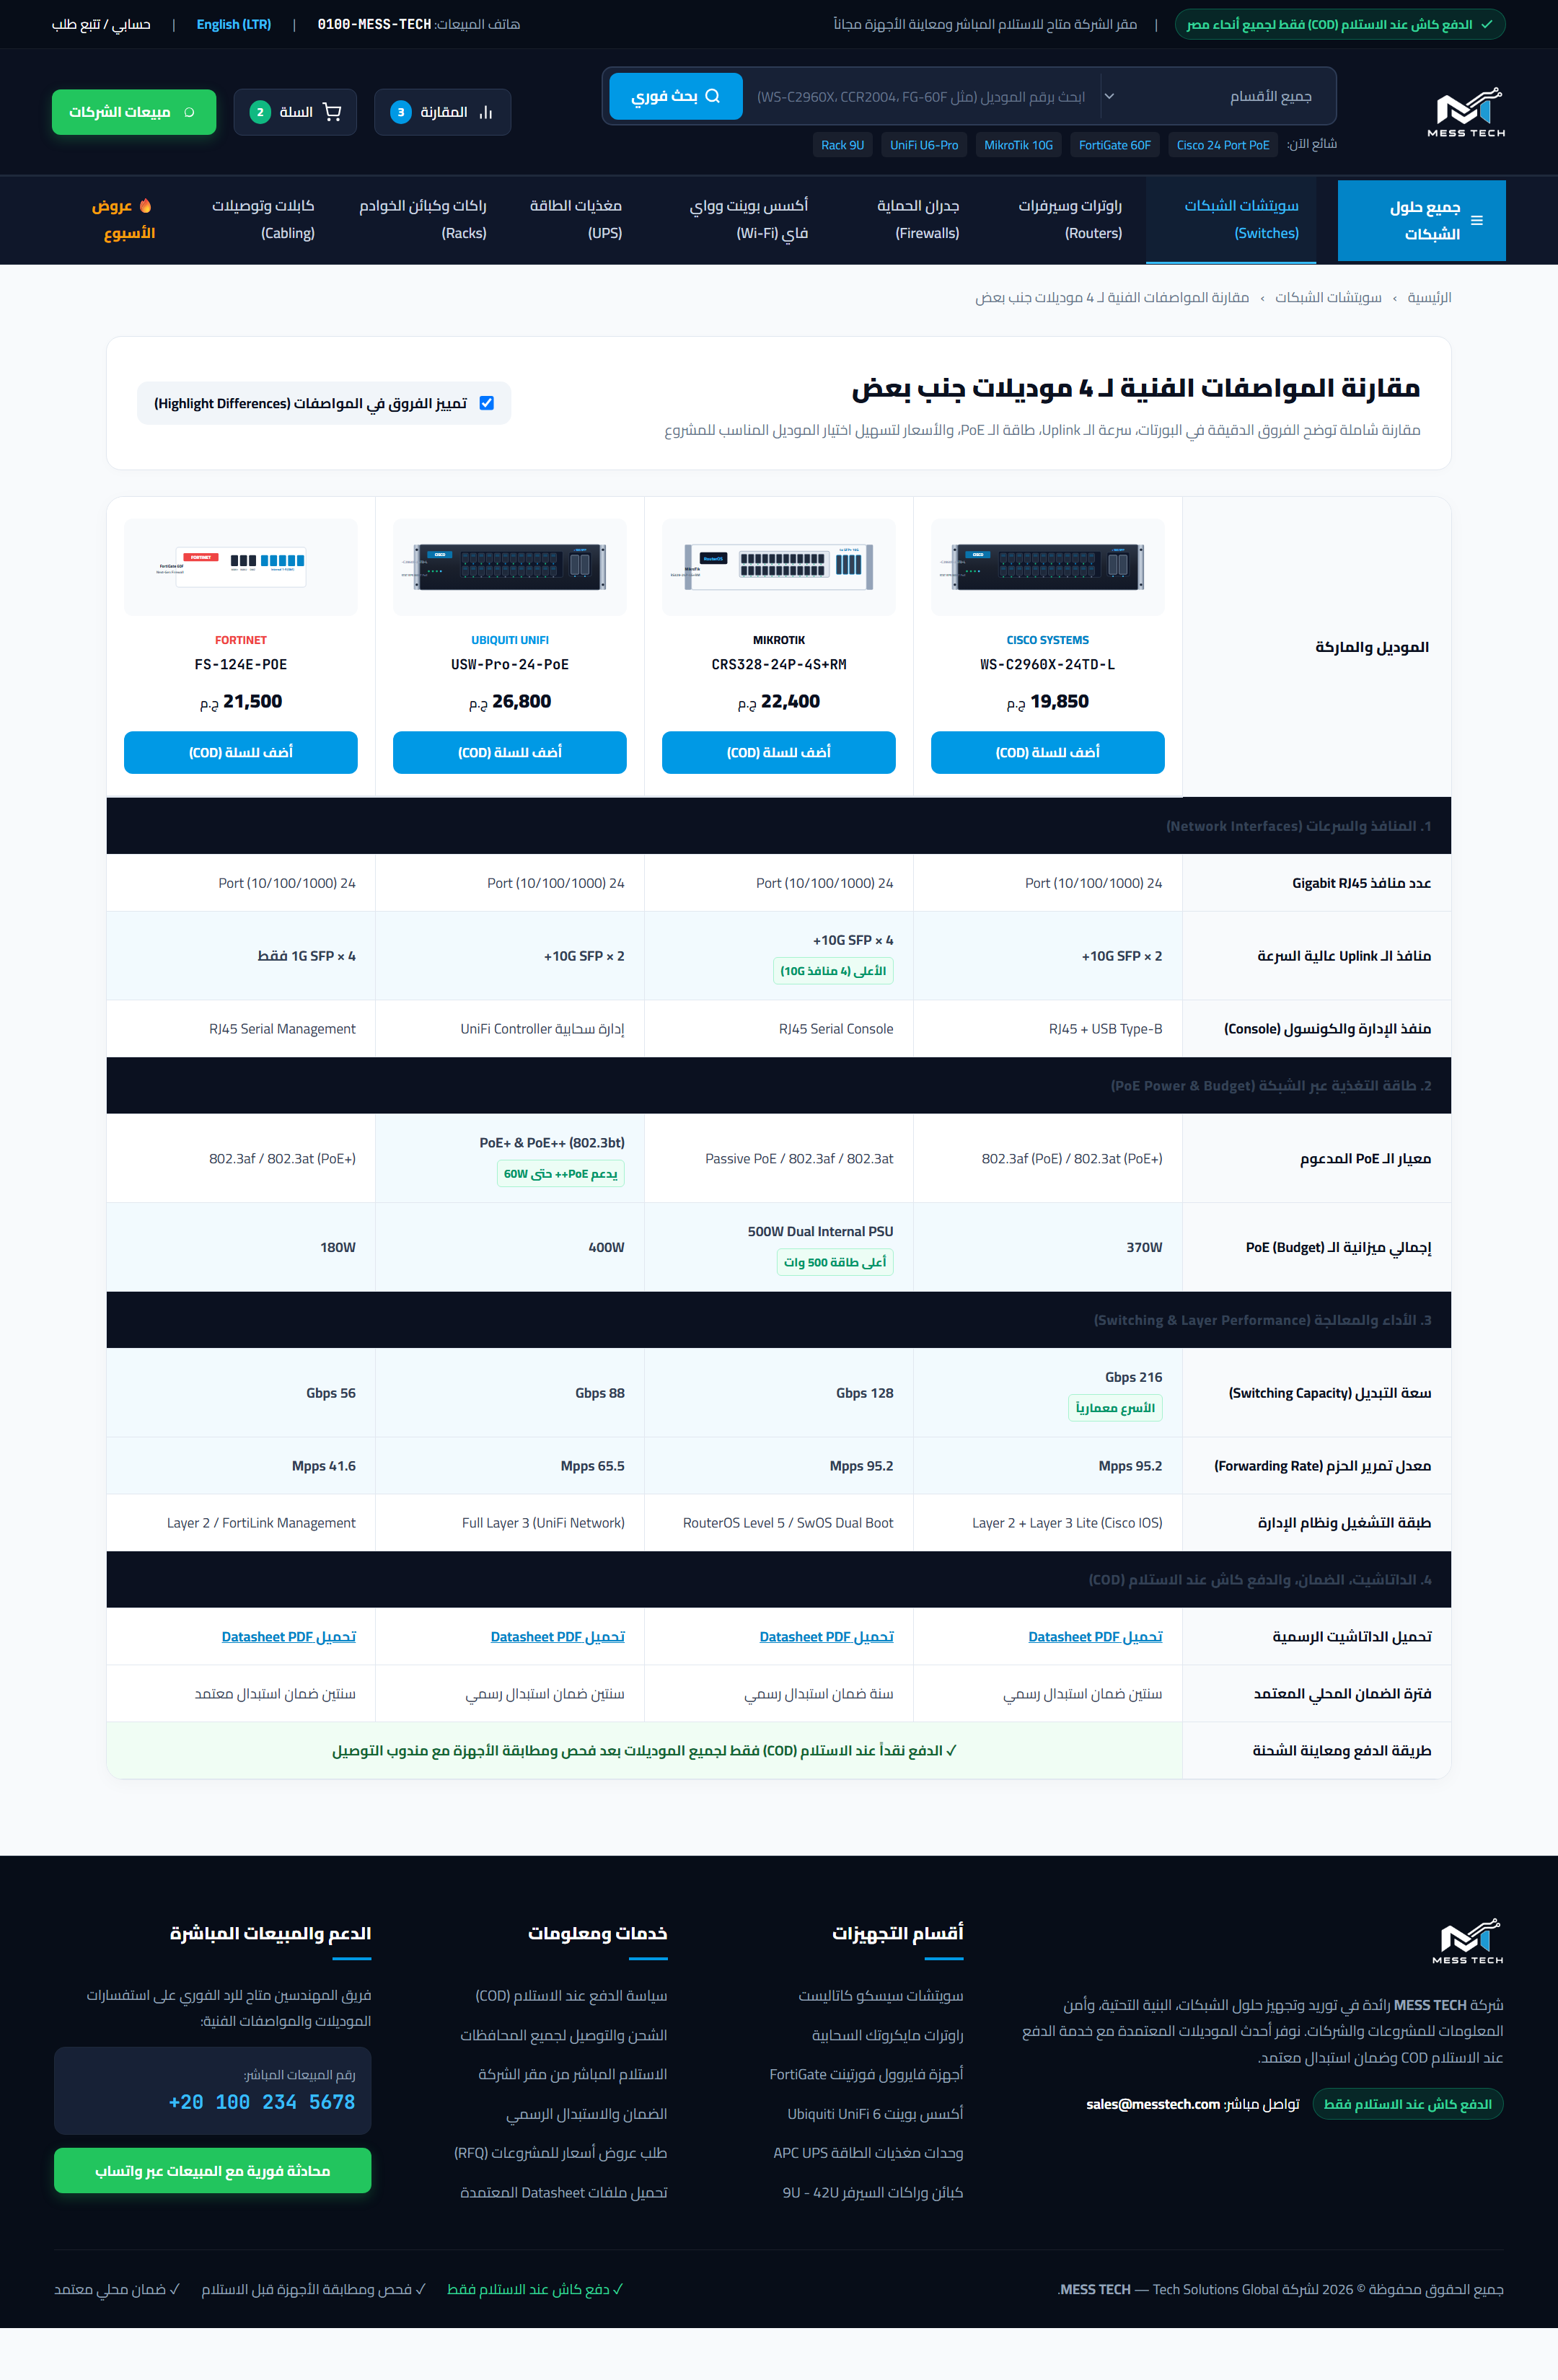 الدفع كاش عند الاستلام (COD) فقط لجميع أنحاء مصر
|
مقر الشركة متاح للاستلام المباشر ومعاينة الأجهزة مجاناً
هاتف المبيعات: 0100-MESS-TECH
|
English (LTR)
|
حسابي / تتبع طلب
MESS TECH
جميع الأقسام
ابحث برقم الموديل (مثل WS-C2960X، CCR2004، FG-60F)
بحث فوري
المقارنة 3
السلة 2
مبيعات الشركات
شائع الآن:
Cisco 24 Port PoE
FortiGate 60F
MikroTik 10G
UniFi U6-Pro
Rack 9U
جميع حلول
الشبكات
سويتشات الشبكات
(Switches)
راوترات وسيرفرات
(Routers)
جدران الحماية
(Firewalls)
أكسس بوينت وواي
فاي (Wi-Fi)
مغذيات الطاقة
(UPS)
راكات وكبائن الخوادم
(Racks)
كابلات وتوصيلات
(Cabling)
🔥 عروض
الأسبوع
الرئيسية › سويتشات الشبكات › مقارنة المواصفات الفنية لـ 4 موديلات جنب بعض
مقارنة المواصفات الفنية لـ 4 موديلات جنب بعض
مقارنة شاملة توضح الفروق الدقيقة في البورتات، سرعة الـ Uplink، طاقة الـ PoE، والأسعار لتسهيل اختيار الموديل المناسب للمشروع
تمييز الفروق في المواصفات (Highlight Differences)
الموديل والماركة
CISCO
CISCO SYSTEMS
WS-C2960X-24TD-L
19,850 ج.م
أضف للسلة (COD)
RouterOS
MIKROTIK
CRS328-24P-4S+RM
22,400 ج.م
أضف للسلة (COD)
CISCO
UBIQUITI UNIFI
USW-Pro-24-PoE
26,800 ج.م
أضف للسلة (COD)
FORTINET
FortiGate 60F
FORTINET
FS-124E-POE
21,500 ج.م
أضف للسلة (COD)
1. المنافذ والسرعات (Network Interfaces)
عدد منافذ Gigabit RJ45
24 Port (10/100/1000)
24 Port (10/100/1000)
24 Port (10/100/1000)
24 Port (10/100/1000)
منافذ الـ Uplink عالية السرعة
2 × 10G SFP+
4 × 10G SFP+
الأعلى (4 منافذ 10G)
2 × 10G SFP+
4 × 1G SFP فقط
منفذ الإدارة والكونسول (Console)
RJ45 + USB Type-B
RJ45 Serial Console
إدارة سحابية UniFi Controller
RJ45 Serial Management
2. طاقة التغذية عبر الشبكة (PoE Power & Budget)
معيار الـ PoE المدعوم
802.3af (PoE) / 802.3at (PoE+)
Passive PoE / 802.3af / 802.3at
PoE+ & PoE++ (802.3bt)
يدعم PoE++ حتى 60W
802.3af / 802.3at (PoE+)
إجمالي ميزانية الـ PoE (Budget)
370W
500W Dual Internal PSU
أعلى طاقة 500 وات
400W
180W
3. الأداء والمعالجة (Switching & Layer Performance)
سعة التبديل (Switching Capacity)
216 Gbps
الأسرع معمارياً
128 Gbps
88 Gbps
56 Gbps
معدل تمرير الحزم (Forwarding Rate)
95.2 Mpps
95.2 Mpps
65.5 Mpps
41.6 Mpps
طبقة التشغيل ونظام الإدارة
Layer 2 + Layer 3 Lite (Cisco IOS)
RouterOS Level 5 / SwOS Dual Boot
Full Layer 3 (UniFi Network)
Layer 2 / FortiLink Management
4. الداتاشيت، الضمان، والدفع كاش عند الاستلام (COD)
تحميل الداتاشيت الرسمية
تحميل Datasheet PDF
تحميل Datasheet PDF
تحميل Datasheet PDF
تحميل Datasheet PDF
فترة الضمان المحلي المعتمد
سنتين ضمان استبدال رسمي
سنة ضمان استبدال رسمي
سنتين ضمان استبدال رسمي
سنتين ضمان استبدال معتمد
طريقة الدفع ومعاينة الشحنة
✓ الدفع نقداً عند الاستلام (COD) فقط لجميع الموديلات بعد فحص ومطابقة الأجهزة مع مندوب التوصيل
MESS TECH
شركة MESS TECH رائدة في توريد وتجهيز حلول الشبكات، البنية التحتية، وأمن
المعلومات للمشروعات والشركات. نوفر أحدث الموديلات المعتمدة مع خدمة الدفع
عند الاستلام COD وضمان استبدال معتمد.
الدفع كاش عند الاستلام فقط
تواصل مباشر: sales@messtech.com
أقسام التجهيزات
سويتشات سيسكو كاتاليست
راوترات مايكروتك السحابية
أجهزة فايروول فورتينت FortiGate
أكسس بوينت Ubiquiti UniFi 6
وحدات مغذيات الطاقة APC UPS
كبائن وراكات السيرفر 9U - 42U
خدمات ومعلومات
سياسة الدفع عند الاستلام (COD)
الشحن والتوصيل لجميع المحافظات
الاستلام المباشر من مقر الشركة
الضمان والاستبدال الرسمي
طلب عروض أسعار للمشروعات (RFQ)
تحميل ملفات Datasheet المعتمدة
الدعم والمبيعات المباشرة
فريق المهندسين متاح للرد الفوري على استفسارات
الموديلات والمواصفات الفنية:
رقم المبيعات المباشر:
+20 100 234 5678
محادثة فورية مع المبيعات عبر واتساب
جميع الحقوق محفوظة © 2026 لشركة MESS TECH — Tech Solutions Global.
✓ دفع كاش عند الاستلام فقط
✓ فحص ومطابقة الأجهزة قبل الاستلام
✓ ضمان محلي معتمد